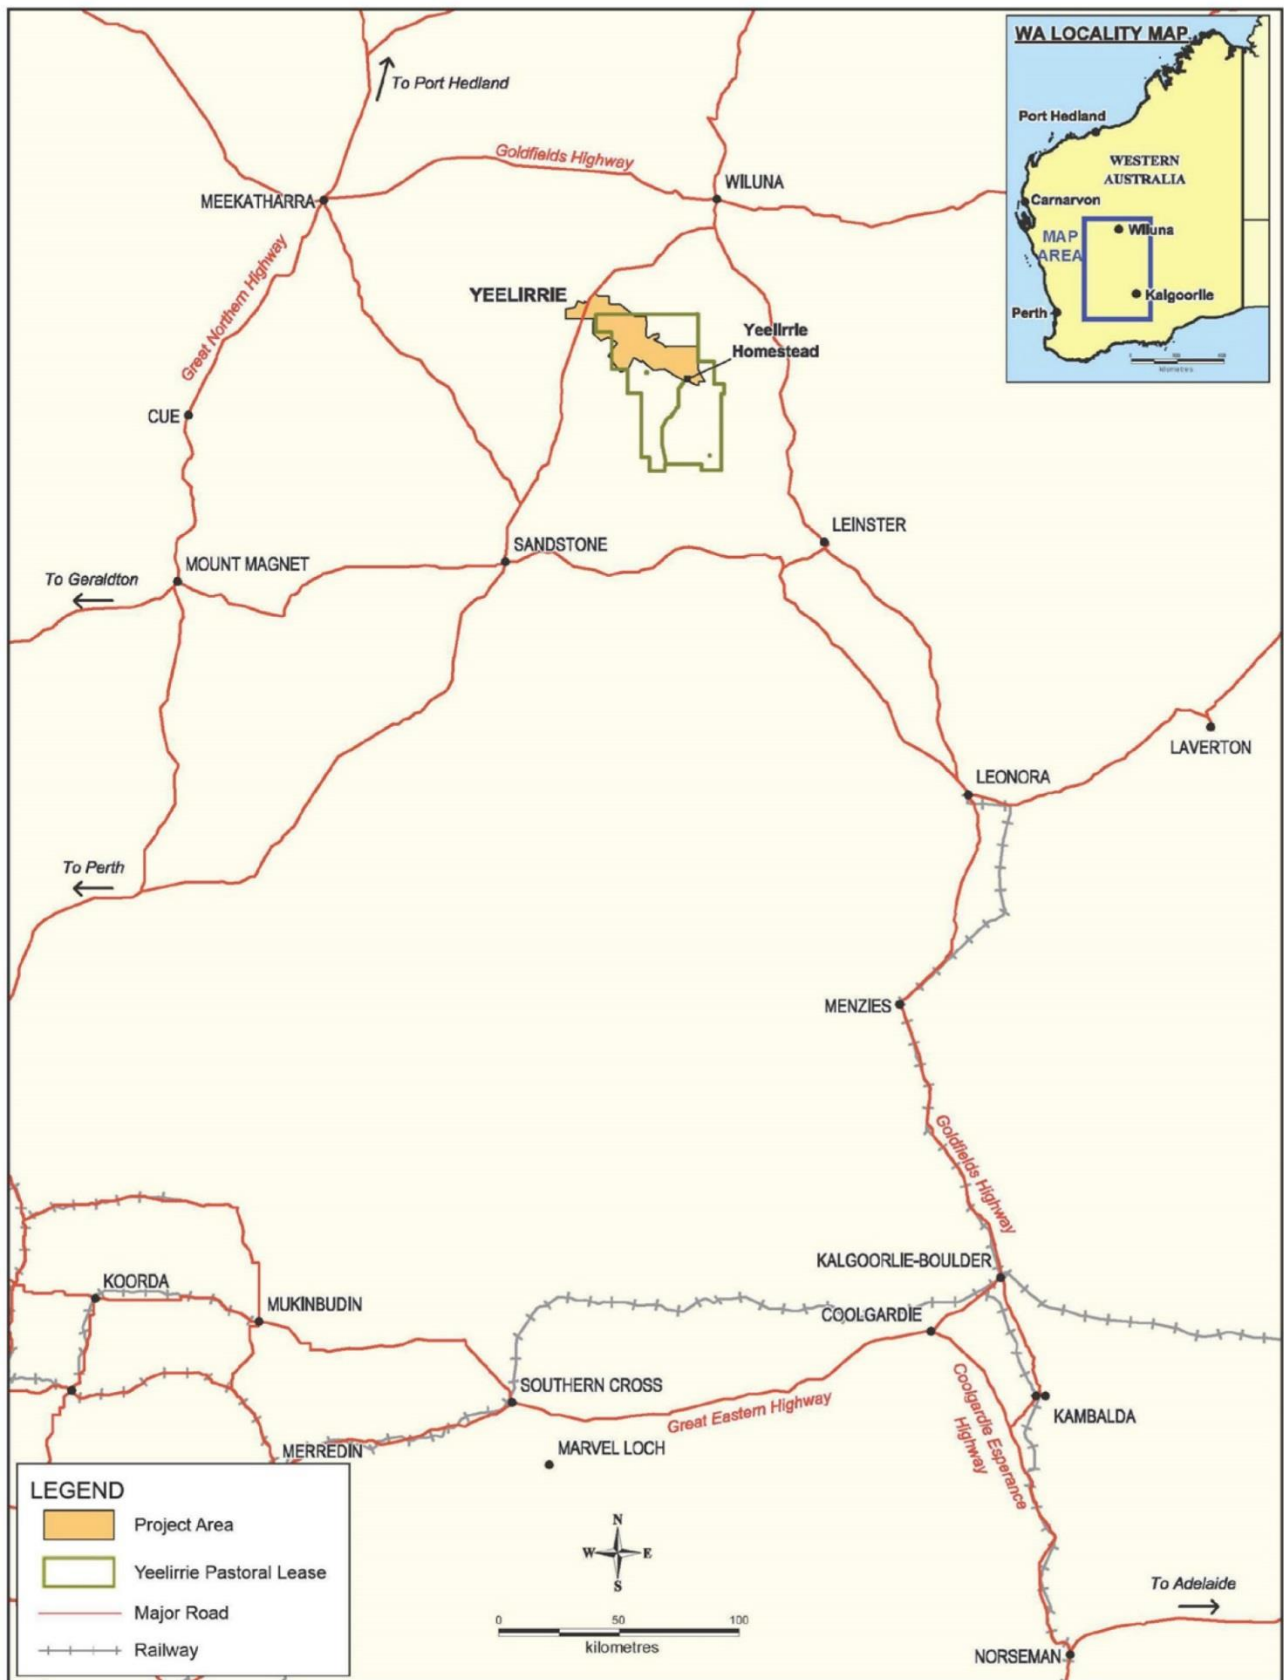 WA LOCALITY MAP
Port Hedland
WESTERN
AUSTRALIA
Carnarvon
MAP
AREA
Wiluna
Kalgoorlie
Perth
kilometres
To Port Hedland
Goldfields Highway
MEEKATHARRA
WILUNA
Great Northern Highway
YEELIRRIE
Yeelirrie
Homestead
CUE
LEINSTER
SANDSTONE
MOUNT MAGNET
To Geraldton
LAVERTON
LEONORA
To Perth
MENZIES
Goldfields Highway
KALGOORLIE-BOULDER
KOORDA
MUKINBUDIN
COOLGARDIE
SOUTHERN CROSS
Great Eastern Highway
Coolgardie Esperance
Highway
KAMBALDA
MERREDIN
MARVEL LOCH
LEGEND
Project Area
Yeelirrie Pastoral Lease
Major Road
Railway
N
W E
S
0 50 100
kilometres
To Adelaide
NORSEMAN